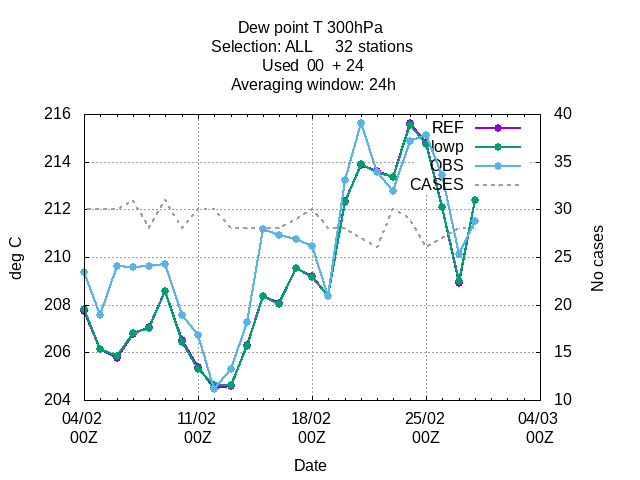 Dew point T 300hPa
Selection: ALL 32 stations
Used 00 + 24
Averaging window: 24h
216
214
212
210
208
206
204
deg C
40
35
30
25
20
15
10
No cases
REF
lowp
OBS
CASES
04/02 11/02 18/02 25/02 04/03
00Z 00Z 00Z 00Z 00Z
Date